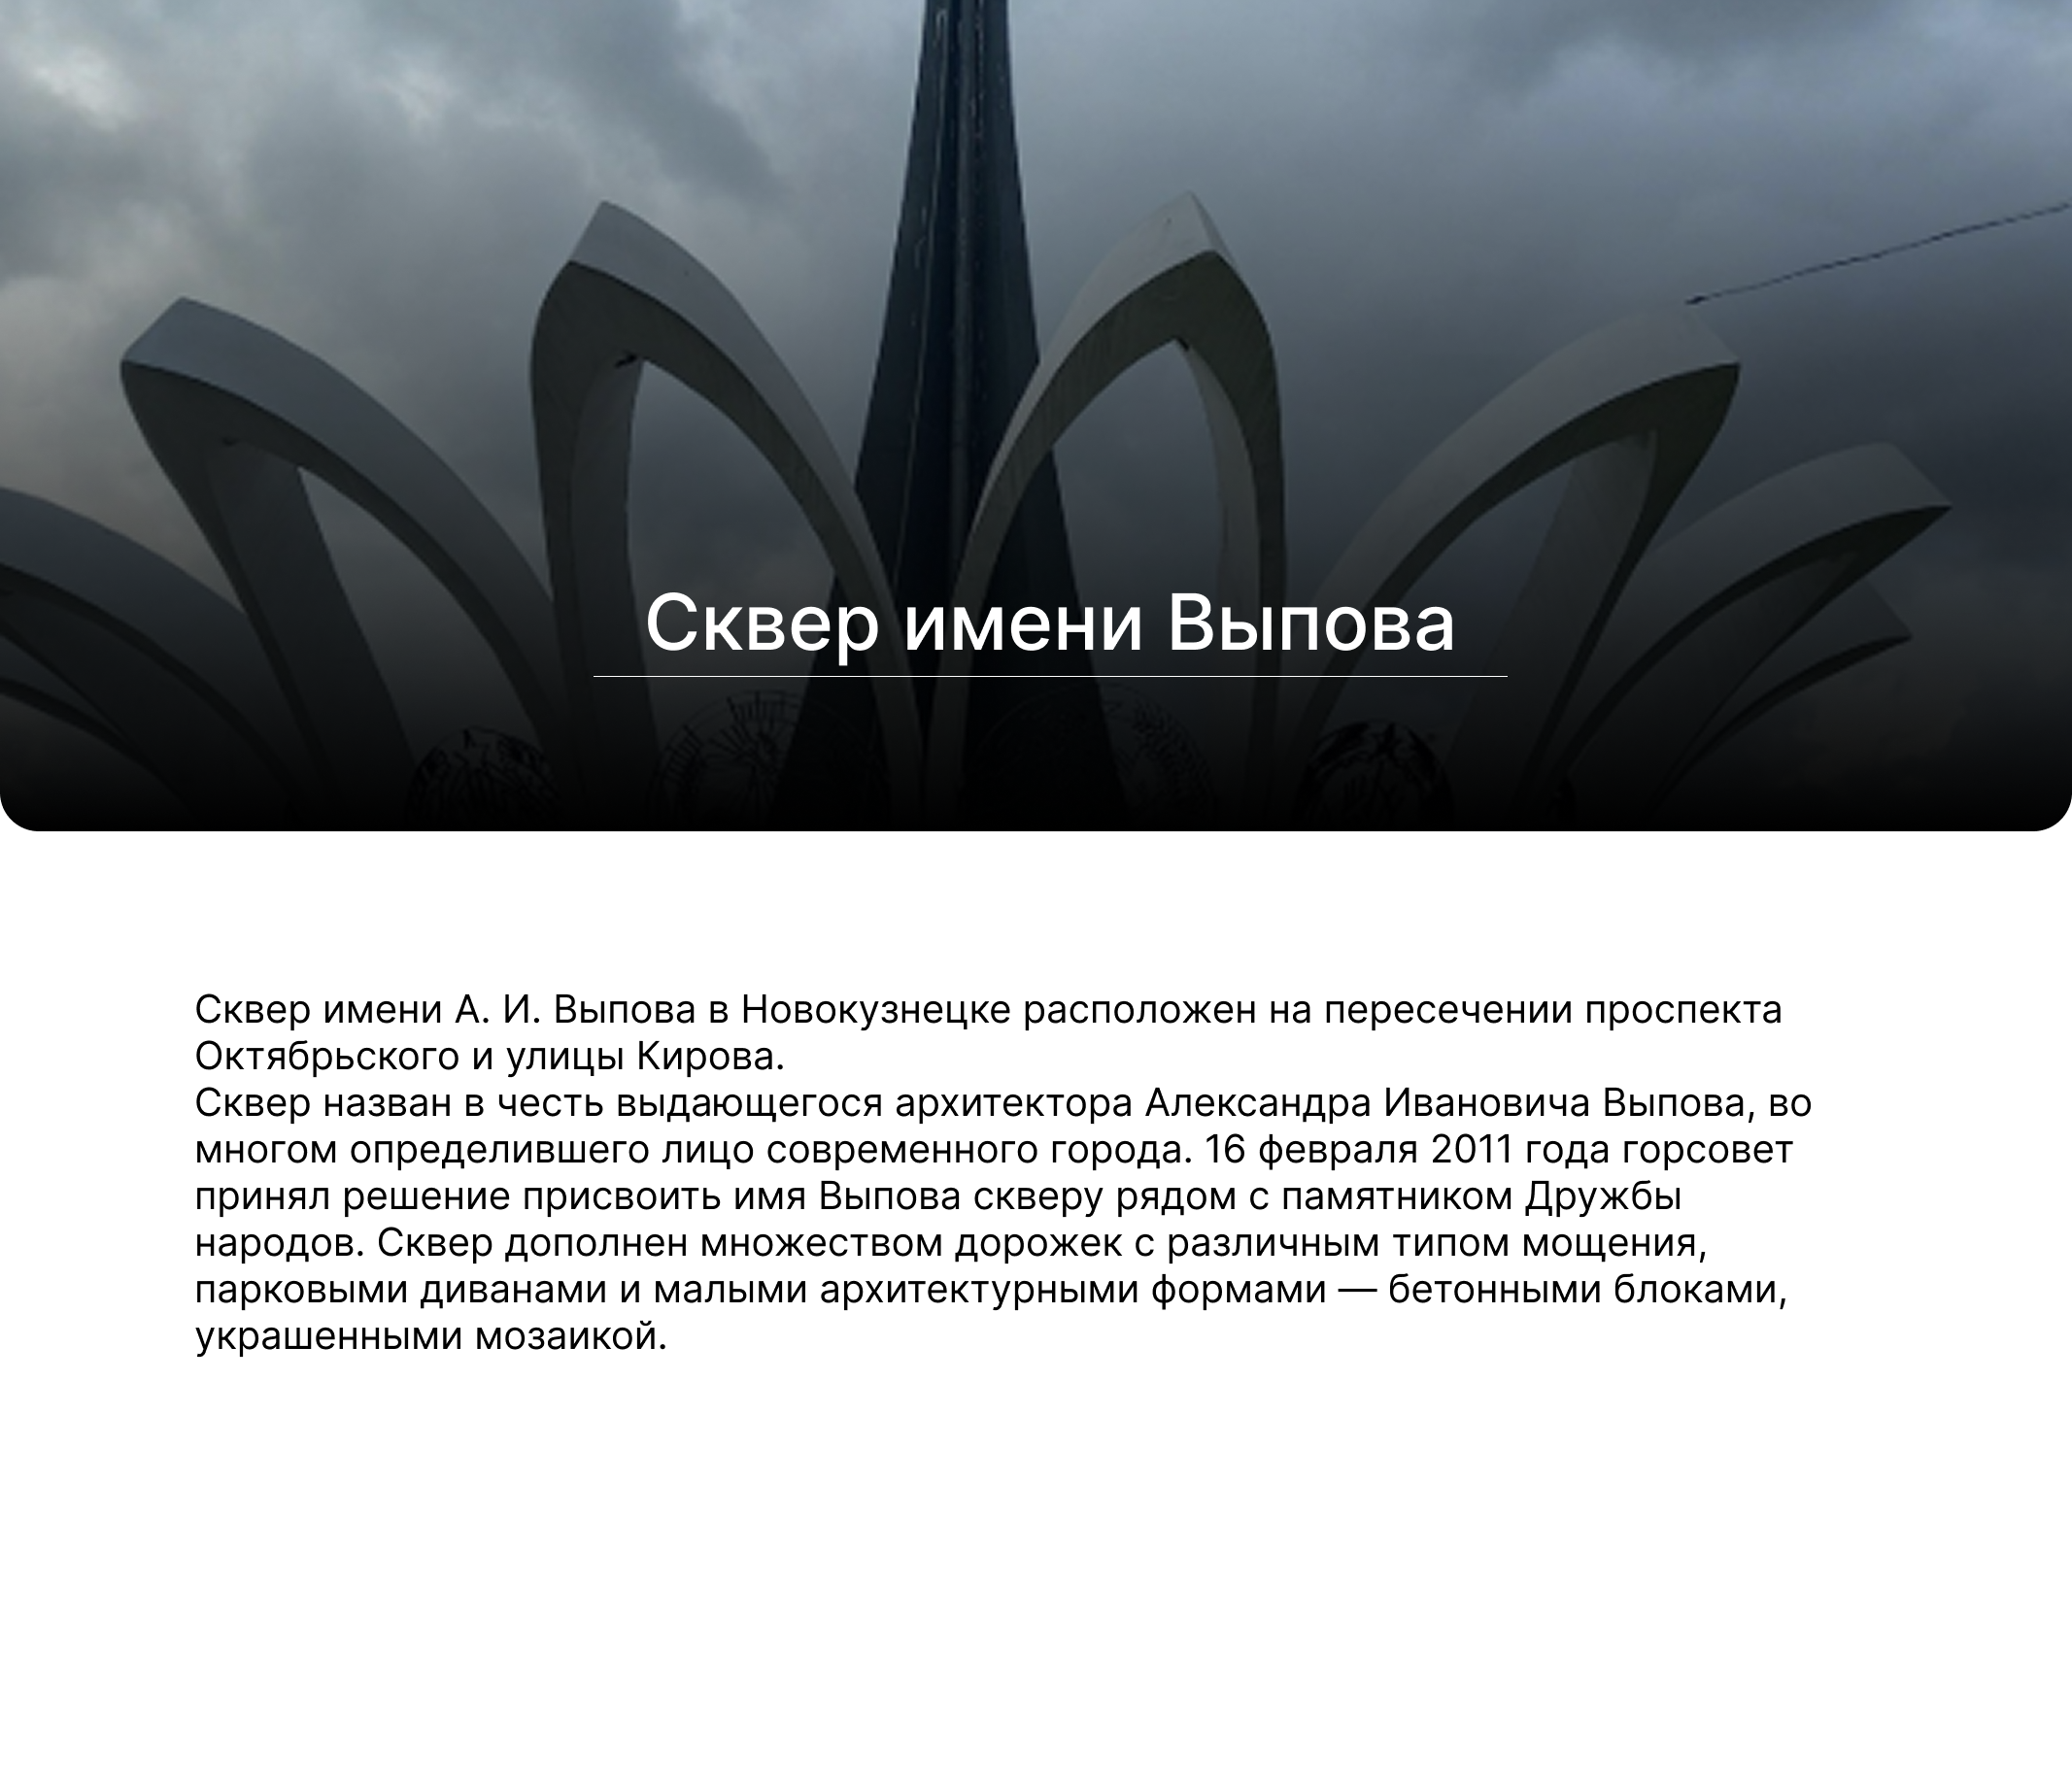 Сквер имени Выпова
Сквер имени А. И. Выпова в Новокузнецке расположен на пересечении проспекта
Октябрьского и улицы Кирова.
Сквер назван в честь выдающегося архитектора Александра Ивановича Выпова, во
многом определившего лицо современного города. 16 февраля 2011 года горсовет
принял решение присвоить имя Выпова скверу рядом с памятником Дружбы
народов. Сквер дополнен множеством дорожек с различным типом мощения,
парковыми диванами и малыми архитектурными формами — бетонными блоками,
украшенными мозаикой.